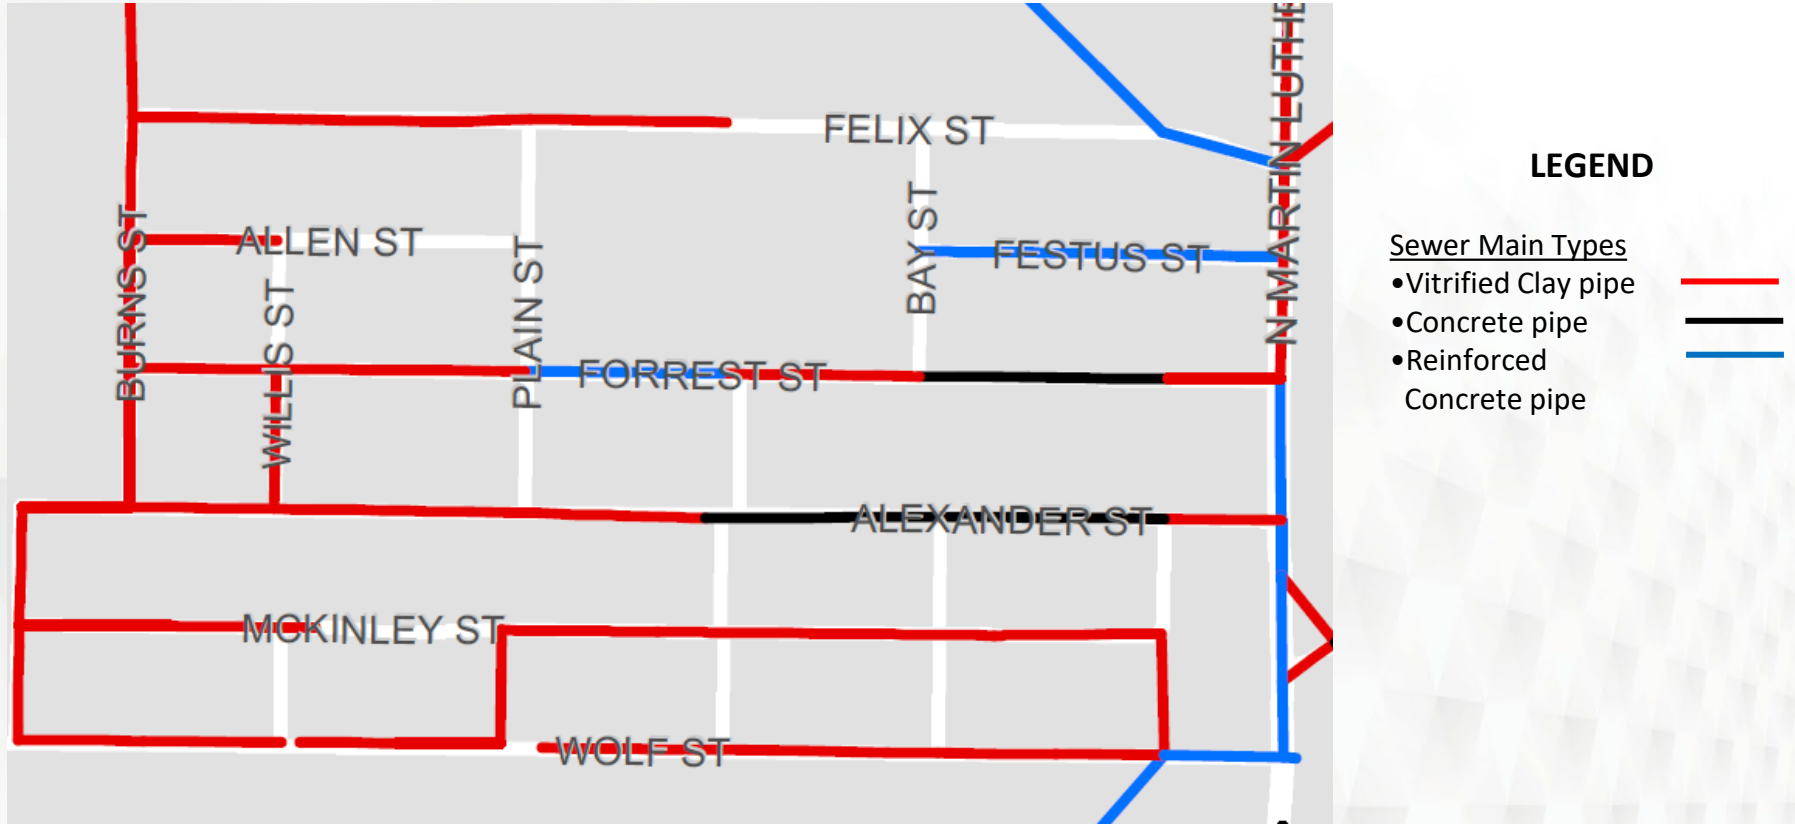 FELIX ST
N MARTIN LUTHE
ALLEN ST
BURNS ST
WILLIS ST
PLAIN ST
BAY ST
FESTUS ST
FORREST ST
ALEXANDER ST
MCKINLEY ST
WOLF ST
LEGEND
Sewer Main Types
•Vitrified Clay pipe
•Concrete pipe
•Reinforced
Concrete pipe